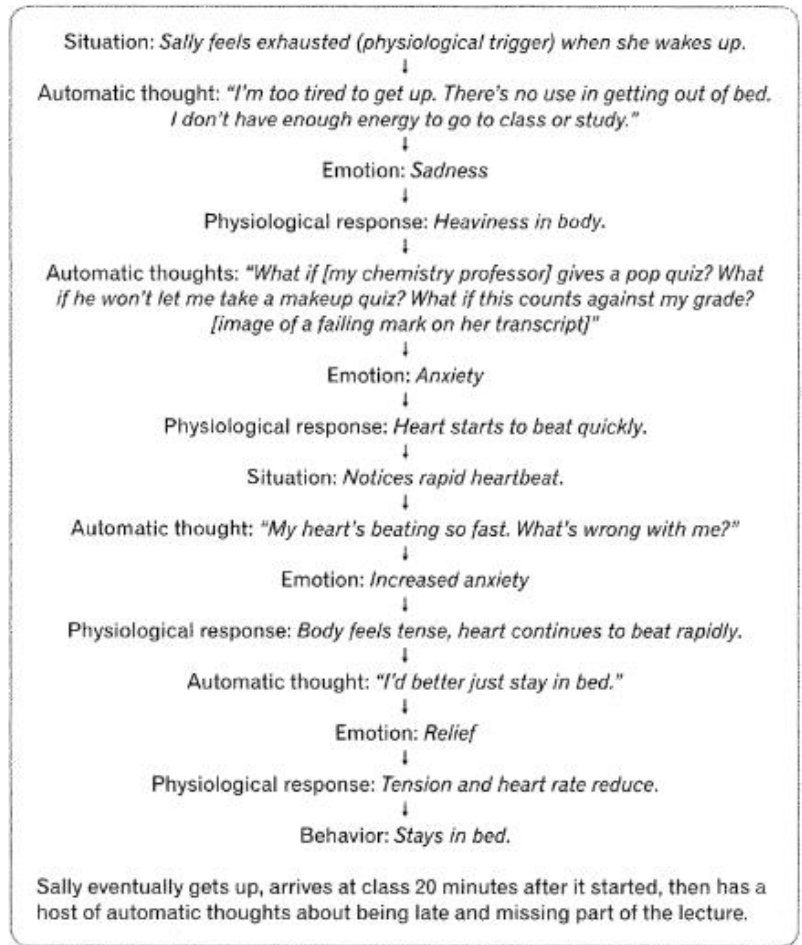 Situation: Sally feels exhausted (physiological trigger) when she wakes up.
↓
Automatic thought: “I’m too tired to get up. There’s no use in getting out of bed.
I don’t have enough energy to go to class or study.”
↓
Emotion: Sadness
↓
Physiological response: Heaviness in body.
↓
Automatic thoughts: “What if [my chemistry professor] gives a pop quiz? What
if he won’t let me take a makeup quiz? What if this counts against my grade?
[image of a failing mark on her transcript]”
↓
Emotion: Anxiety
↓
Physiological response: Heart starts to beat quickly.
↓
Situation: Notices rapid heartbeat.
↓
Automatic thought: “My heart’s beating so fast. What’s wrong with me?”
↓
Emotion: Increased anxiety
↓
Physiological response: Body feels tense, heart continues to beat rapidly.
↓
Automatic thought: “I’d better just stay in bed.”
↓
Emotion: Relief
↓
Physiological response: Tension and heart rate reduce.
↓
Behavior: Stays in bed.
Sally eventually gets up, arrives at class 20 minutes after it started, then has a
host of automatic thoughts about being late and missing part of the lecture.